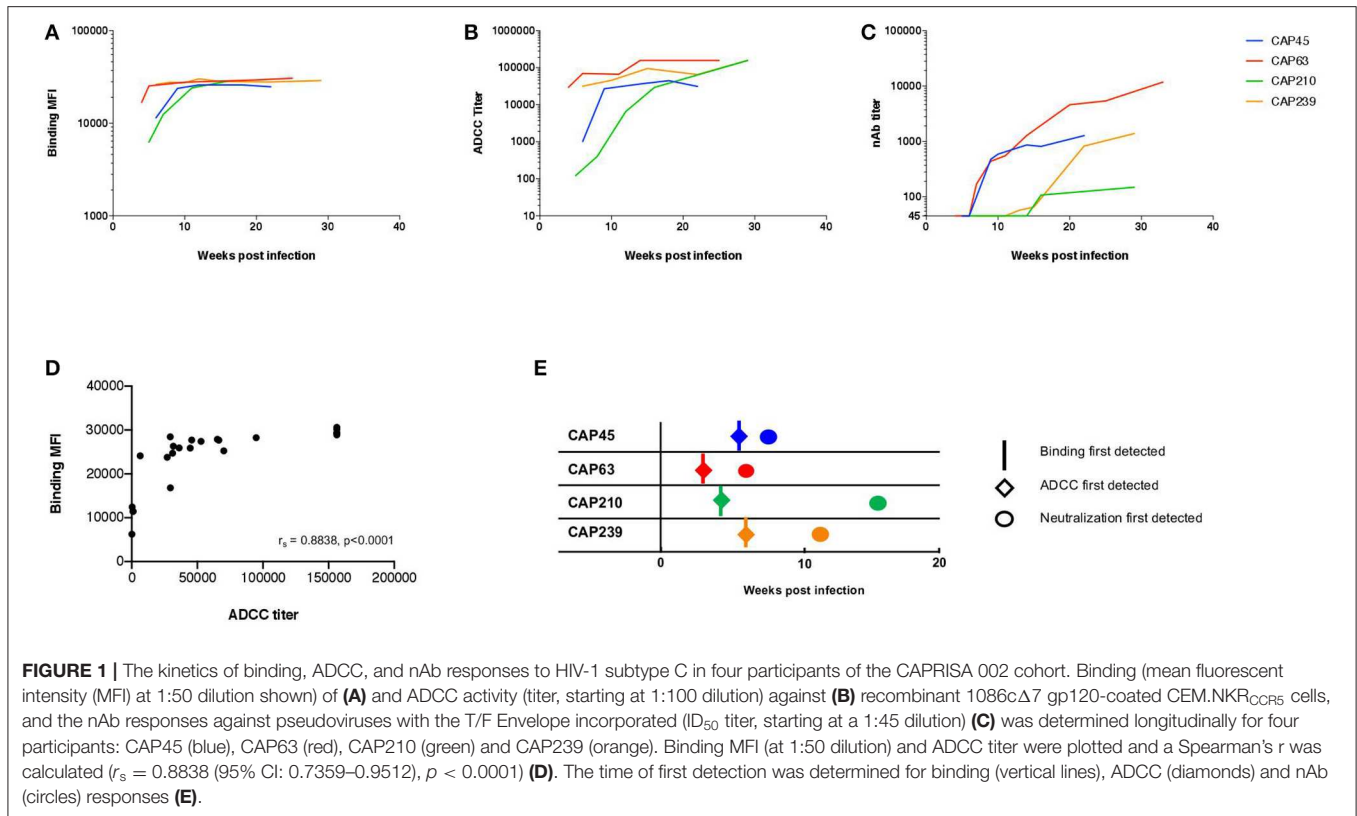 A
100000
10000
1000
Binding MFI
0
10
20
30
40
Weeks post infection
B
1000000
100000
10000
1000
100
10
ADCC Titer
0
10
20
30
40
Weeks post infection
C
100000
10000
1000
100
45
nAb titer
0
10
20
30
40
Weeks post infection
CAP45
CAP63
CAP210
CAP239
D
40000
30000
20000
10000
0
Binding MFI
rs = 0.8838, p<0.0001
0
50000
100000
150000
200000
ADCC titer
E
CAP45
CAP63
CAP210
CAP239
0
10
20
Weeks post infection
Binding first detected
ADCC first detected
Neutralization first detected
FIGURE 1 | The kinetics of binding, ADCC, and nAb responses to HIV-1 subtype C in four participants of the CAPRISA 002 cohort. Binding (mean fluorescent
intensity (MFI) at 1:50 dilution shown) of (A) and ADCC activity (titer, starting at 1:100 dilution) against (B) recombinant 1086cΔ7 gp120-coated CEM.NKRCCR5 cells,
and the nAb responses against pseudoviruses with the T/F Envelope incorporated (ID50 titer, starting at a 1:45 dilution) (C) was determined longitudinally for four
participants: CAP45 (blue), CAP63 (red), CAP210 (green) and CAP239 (orange). Binding MFI (at 1:50 dilution) and ADCC titer were plotted and a Spearman's r was
calculated (rs = 0.8838 (95% CI: 0.7359–0.9512), p < 0.0001) (D). The time of first detection was determined for binding (vertical lines), ADCC (diamonds) and nAb
(circles) responses (E).